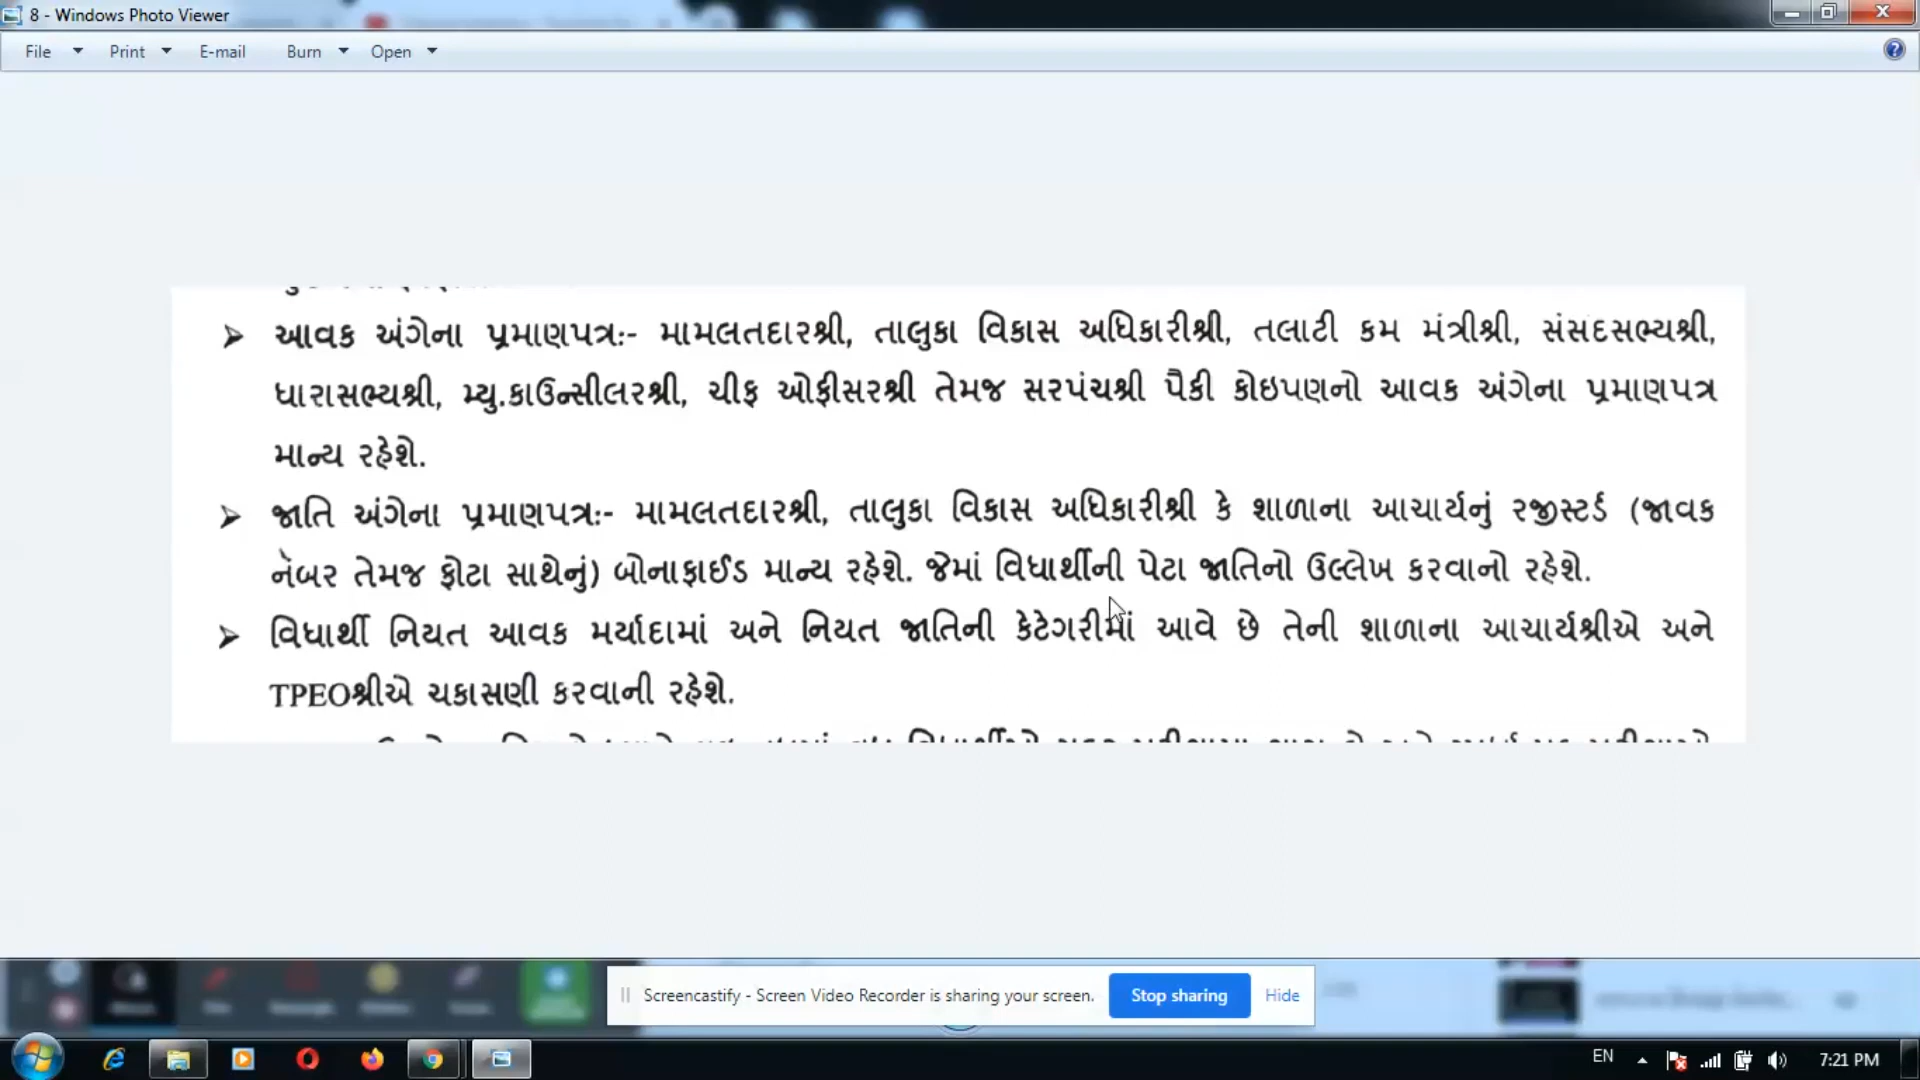 8 - Windows Photo Viewer
File Print E-mail Burn Open
આવક અંગેના પ્રમાણપત્રઃ- મામલતદારશ્રી, તાલુકા વિકાસ અધિકારીશ્રી, તલાટી કમ મંત્રીશ્રી, સંસદસભ્યશ્રી,
ધારાસભ્યશ્રી, મ્યુ.કાઉન્સીલરશ્રી, ચીફ ઓફીસરશ્રી તેમજ સરપંચશ્રી પૈકી કોઇપણનો આવક અંગેના પ્રમાણપત્ર
માન્ય રહેશે.
જાતિ અંગેના પ્રમાણપત્રઃ- મામલતદારશ્રી, તાલુકા વિકાસ અધિકારીશ્રી કે શાળાના આચાર્યનું રજીસ્ટર્ડ (જાવક
નંબર તેમજ ફોટા સાથેનું) બોનાફાઈડ માન્ય રહેશે. જેમાં વિધાર્થીની પેટા જાતિનો ઉલ્લેખ કરવાનો રહેશે.
વિધાર્થી નિયત આવક મર્યાદામાં અને નિયત જાતિની કેટેગરીમાં આવે છે તેની શાળાના આચાર્યશ્રીએ અને
TPEOશ્રીએ ચકાસણી કરવાની રહેશે.
Screencastify - Screen Video Recorder is sharing your screen. Stop sharing Hide
EN 7:21 PM